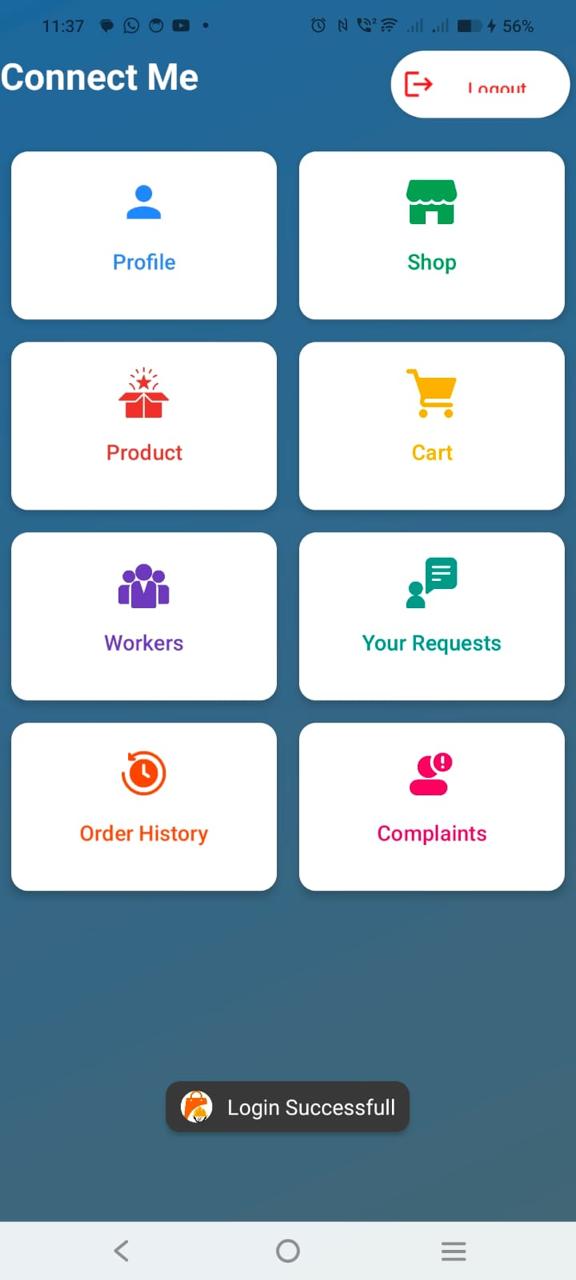 11:37 56%
Connect Me
Logout
Profile Shop
Product Cart
Workers Your Requests
Order History Complaints
Login Successfull